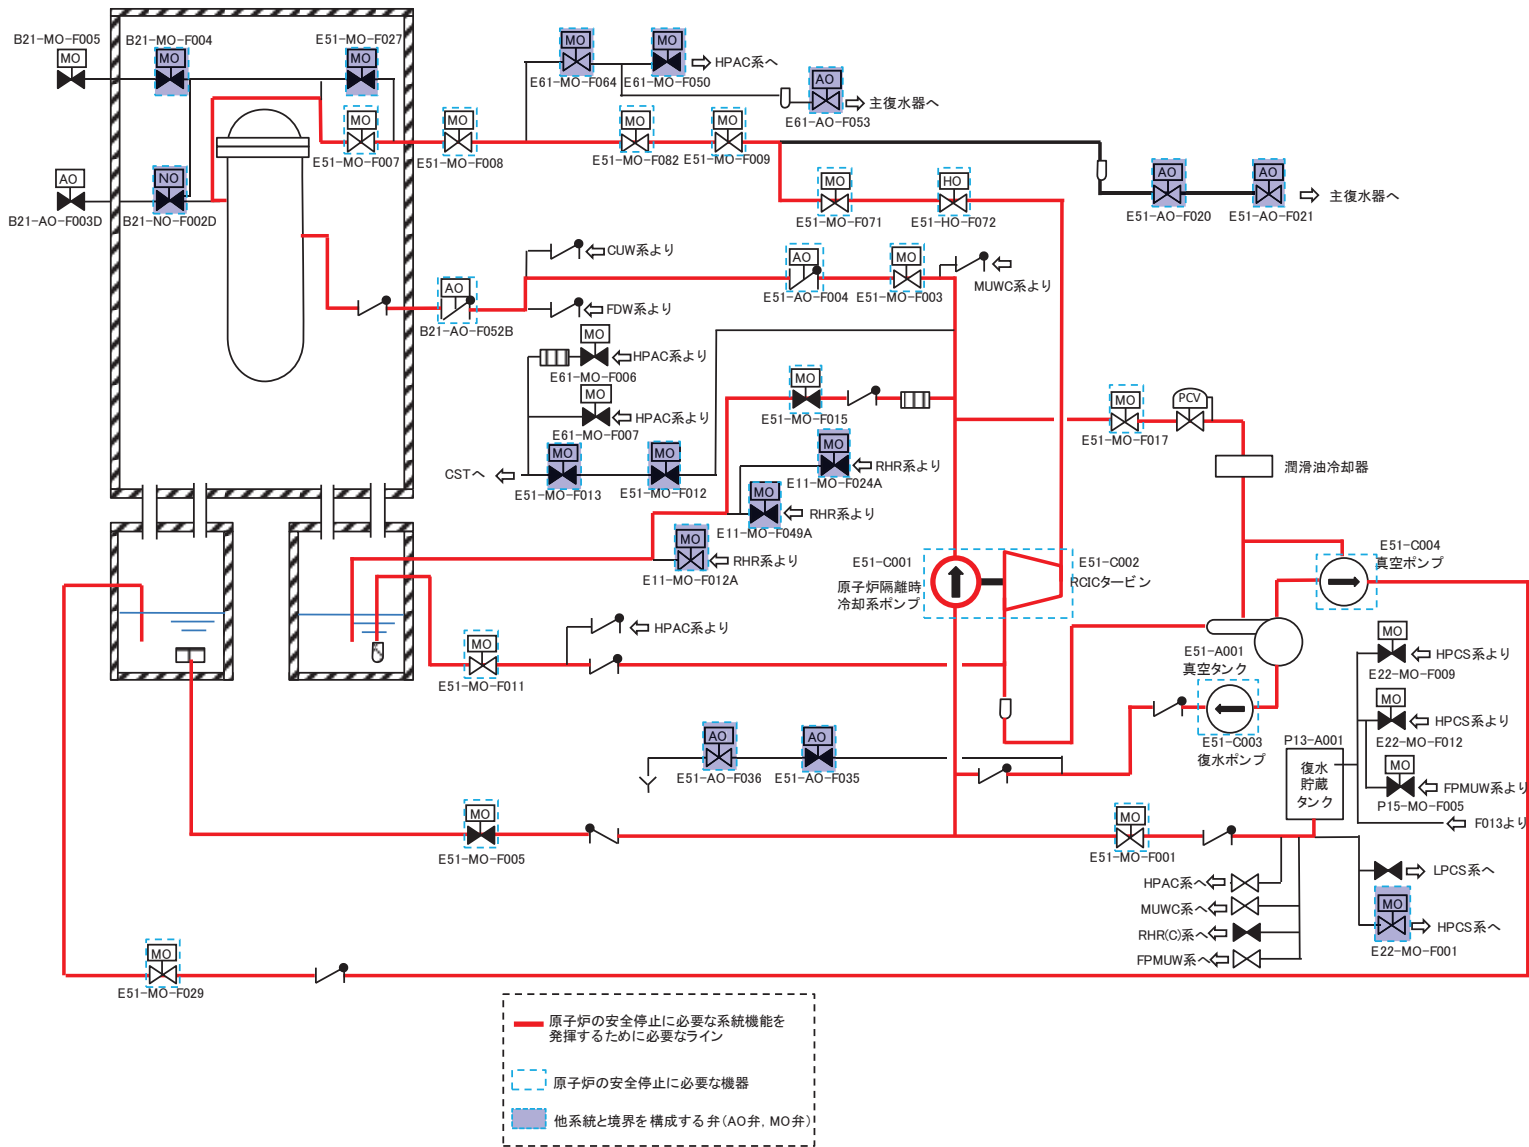 B21-MO-F005
MO
B21-MO-F004
MO
E51-MO-F027
MO
MO
E61-MO-F064
MO
E61-MO-F050
HPAC系へ
AO
E61-AO-F053
主復水器へ
MO
E51-MO-F007
MO
E51-MO-F008
MO
E51-MO-F082
MO
E51-MO-F009
AO
B21-AO-F003D
NO
B21-NO-F002D
MO
E51-MO-F071
HO
E51-HO-F072
AO
E51-AO-F020
AO
E51-AO-F021
主復水器へ
CUW系より
AO
B21-AO-F052B
FDW系より
AO
E51-AO-F004
MO
E51-MO-F003
MUWC系より
MO
HPAC系より
E61-MO-F006
MO
HPAC系より
E61-MO-F007
MO
E51-MO-F015
MO
E51-MO-F017
PCV
潤滑油冷却器
CSTへ
MO
E51-MO-F013
MO
E51-MO-F012
MO
RHR系より
E11-MO-F024A
MO
RHR系より
E11-MO-F049A
MO
RHR系より
E11-MO-F012A
E51-C001
原子炉隔離時
冷却系ポンプ
E51-C002
RCICタービン
E51-C004
真空ポンプ
HPAC系より
MO
E51-MO-F011
E51-A001
真空タンク
MO
HPCS系より
E22-MO-F009
E51-C003
復水ポンプ
MO
HPCS系より
E22-MO-F012
P13-A001
復水
貯蔵
タンク
MO
FPMUW系より
P15-MO-F005
F013より
AO
E51-AO-F036
AO
E51-AO-F035
MO
E51-MO-F005
MO
E51-MO-F001
LPCS系へ
HPAC系へ
MUWC系へ
RHR(C)系へ
FPMUW系へ
MO
HPCS系へ
E22-MO-F001
MO
E51-MO-F029
原子炉の安全停止に必要な系統機能を
発揮するために必要なライン
原子炉の安全停止に必要な機器
他系統と境界を構成する弁(AO弁, MO弁)